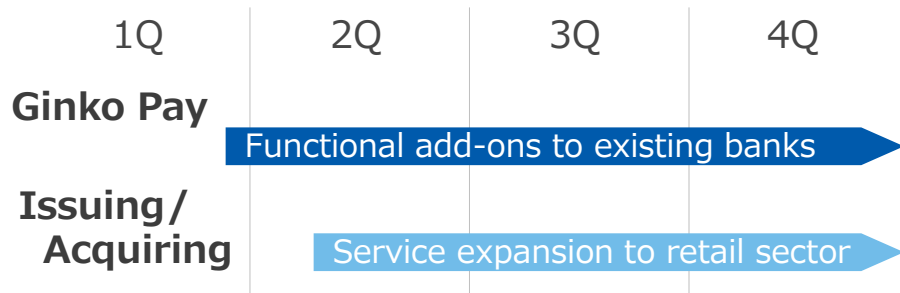 1Q 2Q 3Q 4Q
Ginko Pay
Functional add-ons to existing banks
Issuing/
Acquiring
Service expansion to retail sector